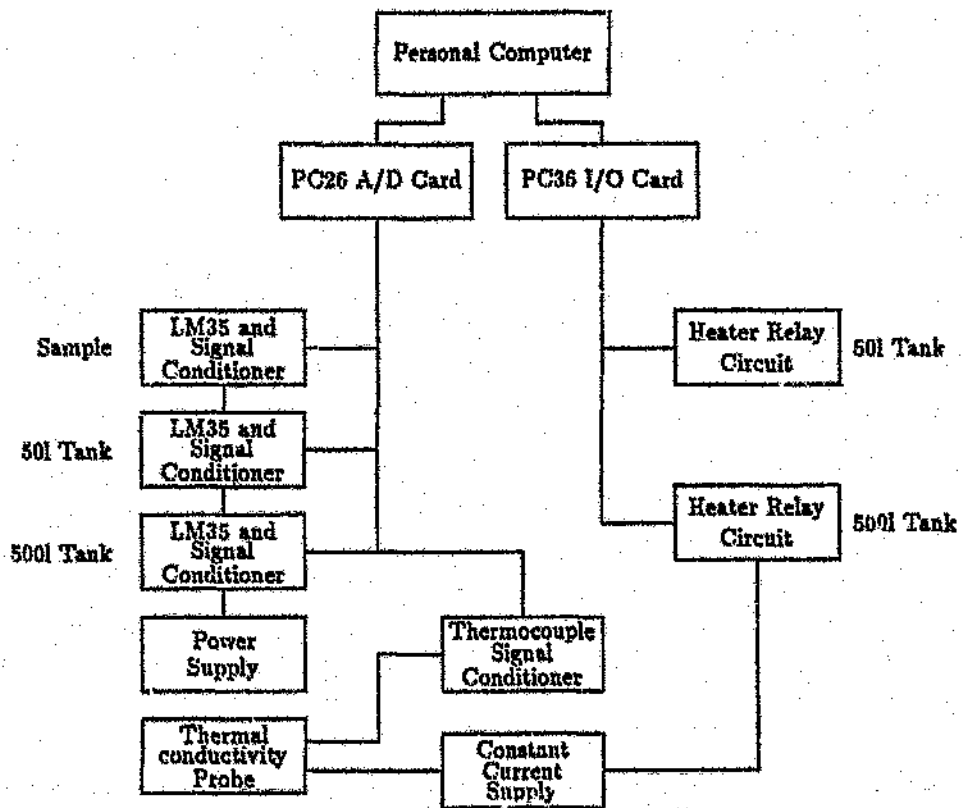 Personal Computer
PC26 A/D Card
PC36 I/O Card
Sample
LM35 and
Signal
Conditioner
Heater Relay
Circuit
50l Tank
50l Tank
LM35 and
Signal
Conditioner
500l Tank
LM35 and
Signal
Conditioner
Heater Relay
Circuit
500l Tank
Power
Supply
Thermocouple
Signal
Conditioner
Thermal
conductivity
Probe
Constant
Current
Supply